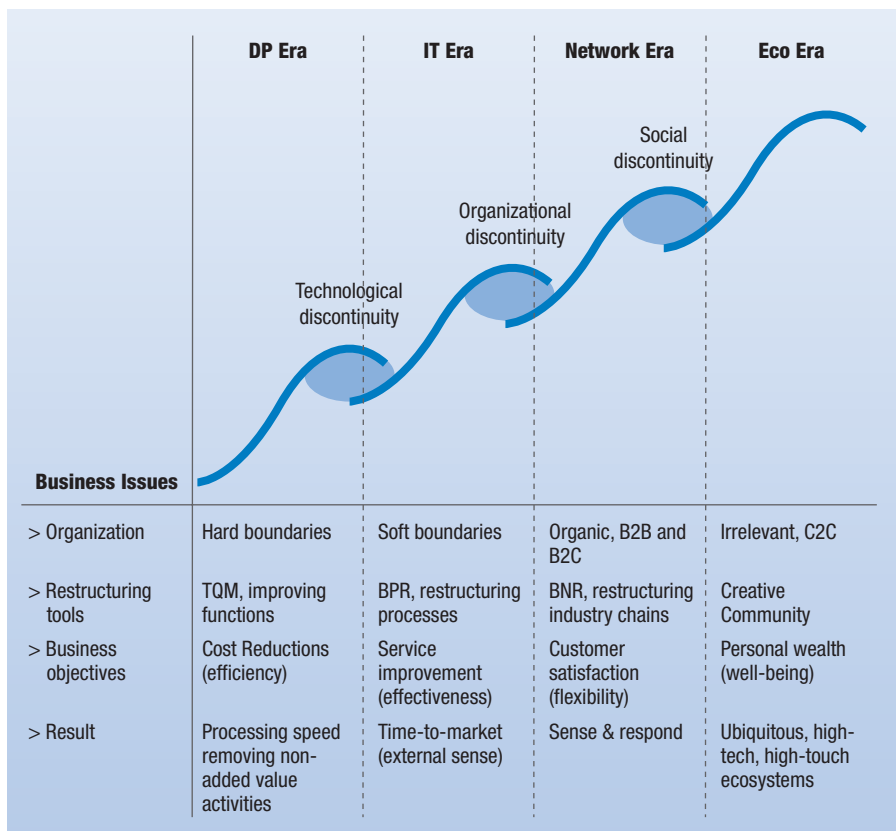 DP Era
IT Era
Network Era
Eco Era
Social
discontinuity
Organizational
discontinuity
Technological
discontinuity
Business Issues
> Organization
Hard boundaries
Soft boundaries
Organic, B2B and
B2C
Irrelevant, C2C
> Restructuring
tools
TQM, improving
functions
BPR, restructuring
processes
BNR, restructuring
industry chains
Creative
Community
> Business
objectives
Cost Reductions
(efficiency)
Service
improvement
(effectiveness)
Customer
satisfaction
(flexibility)
Personal wealth
(well-being)
> Result
Processing speed
removing non-
added value
activities
Time-to-market
(external sense)
Sense & respond
Ubiquitous, high-
tech, high-touch
ecosystems